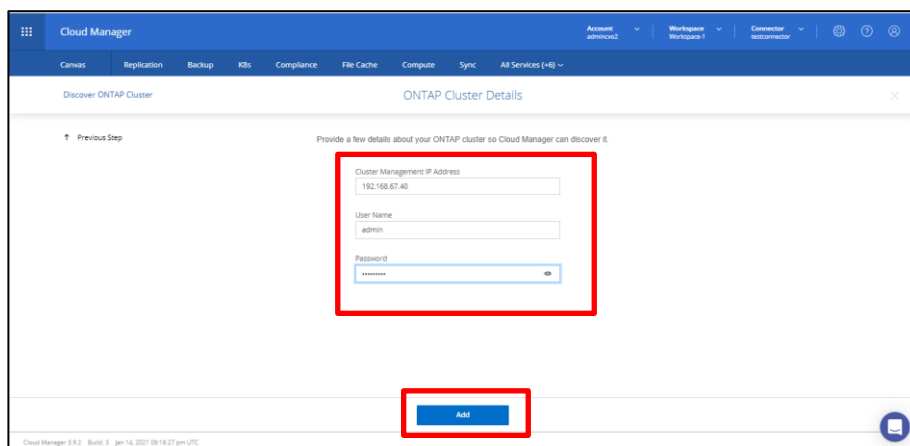 Cloud Manager
Account
admincvo2
Workspace
Workspace-1
Connector
testconnector
Canvas
Replication
Backup
K8s
Compliance
File Cache
Compute
Sync
All Services (+6)
Discover ONTAP Cluster
ONTAP Cluster Details
Previous Step
Provide a few details about your ONTAP cluster so Cloud Manager can discover it.
Cluster Management IP Address
192.168.67.40
User Name
admin
Password
•••••••••
Add
Cloud Manager 3.9.2 Build: 3 Jan 14, 2021 09:18:27 pm UTC